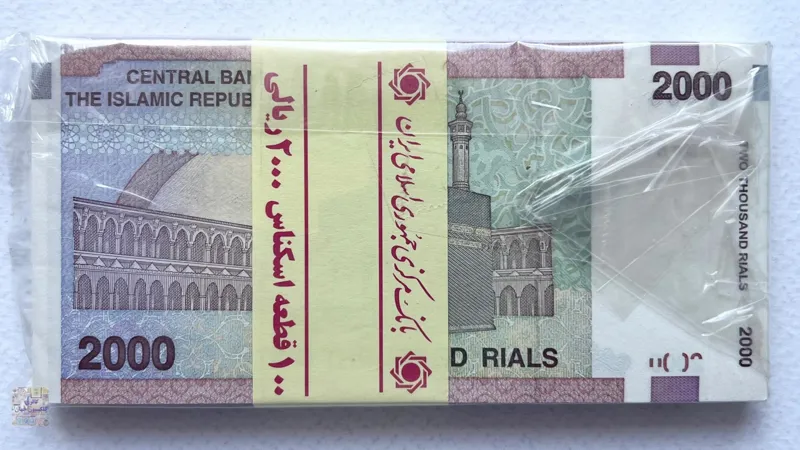 CENTRAL BAN
THE ISLAMIC REPUB
2000
TWO THOUSAND RIALS
2000
2000
D RIALS
۱۰۰ قطعه اسکناس ۲۰۰۰ ریالی
بانک مرکزی جمهوری اسلامی ایران